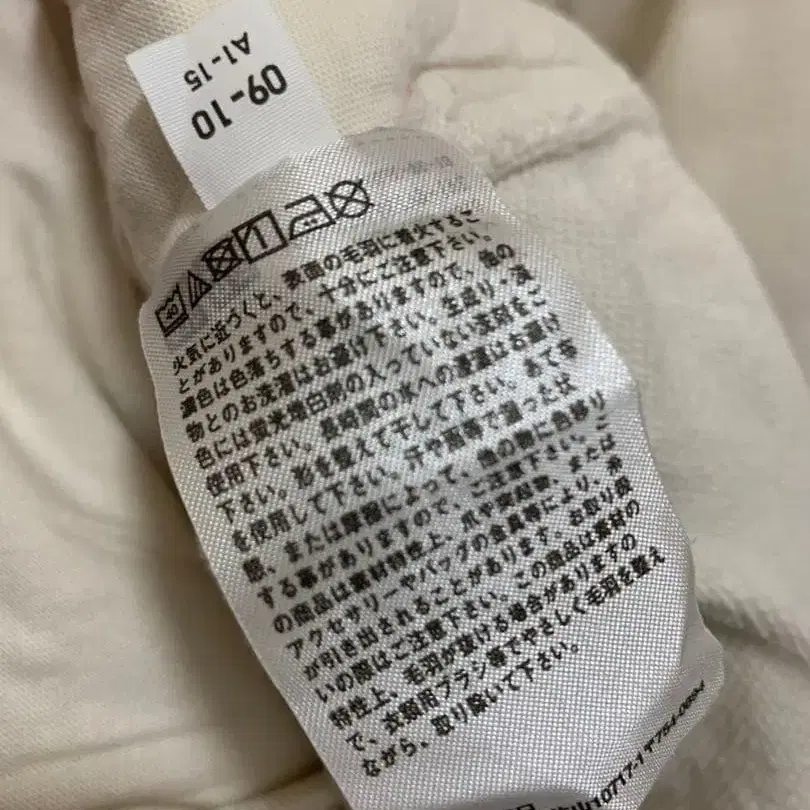 09-10
A1-15
40
火気に近づくと、表面の毛羽に着火するこ
とがありますので、十分にご注意下さい。
濃色は色落ちする事がありますので、他の
物とのお洗濯はお避け下さい。生成り・淡
色には蛍光増白剤の入っていない洗剤をご
使用下さい。長時間の水への浸漬はお避け
下さい。形を整えて干して下さい。あて布
を使用して下さい。汗や雨等で湿った状
態、または摩擦によって、他の物に色移り
する事がありますので、ご注意下さい。こ
の商品は素材特性上、爪や突起物、または
アクセサリーやバッグの金具等により、糸
が引き出されることがあります。お取り扱
いの際はご注意下さい。この商品は素材の
特性上、毛羽が抜ける場合がありますの
で、衣類用ブラシ等でやさしく毛羽を整え
ながら、取り除いて下さい。